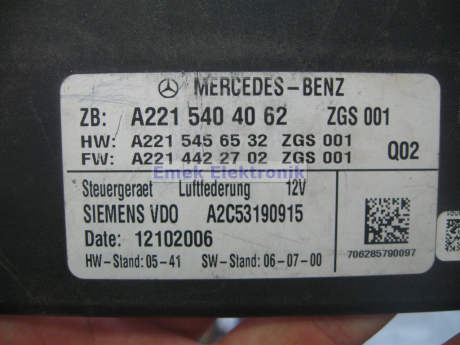 MERCEDES-BENZ
ZB: A221 540 40 62 ZGS 001
HW: A221 545 65 32 ZGS 001
FW: A221 442 27 02 ZGS 001 Q02
Emek Elektronik
Steuergeraet Luftfederung 12V
SIEMENS VDO A2C53190915
Date: 12102006
HW-Stand: 05-41 SW-Stand: 06-07-00
706285790097